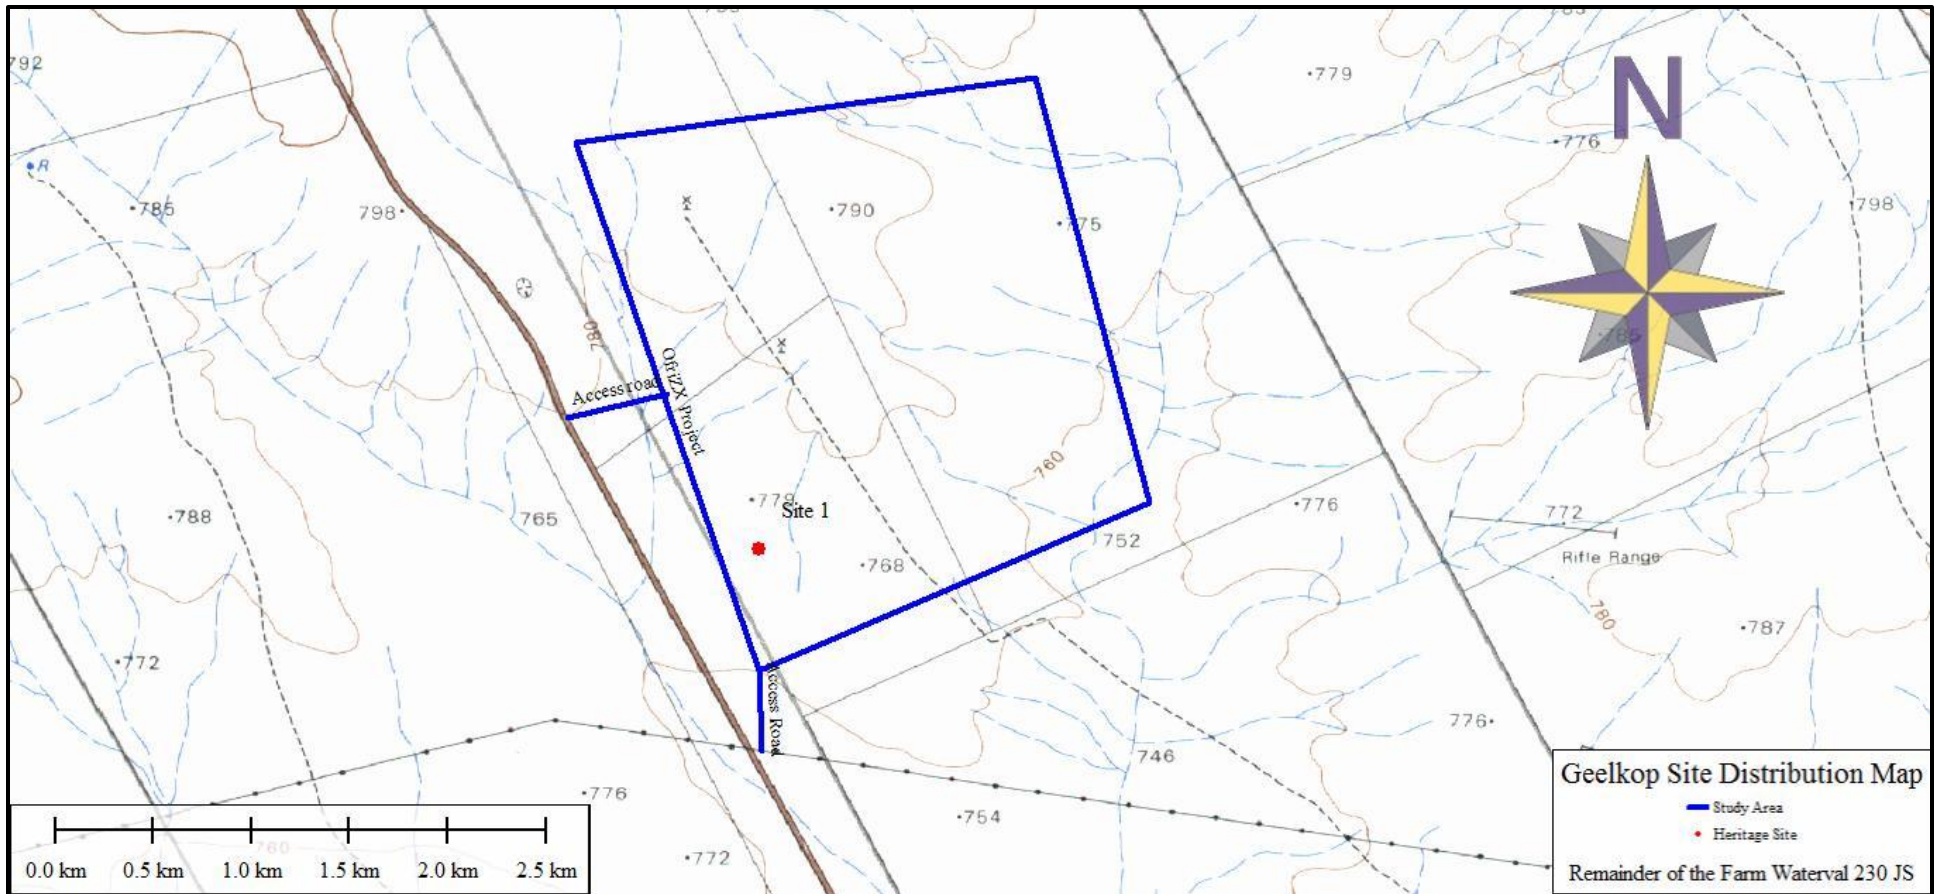 783
792
N
779
776
R
785
798
790
775
798
780
785
OfriZX Project
Access road
760
779
Site 1
776
772
788
765
752
Rifle Range
768
780
787
772
776
Access Road
746
Geelkop Site Distribution Map
Study Area
776
754
Heritage Site
760
772
0.0 km 0.5 km 1.0 km 1.5 km 2.0 km 2.5 km
Remainder of the Farm Waterval 230 JS